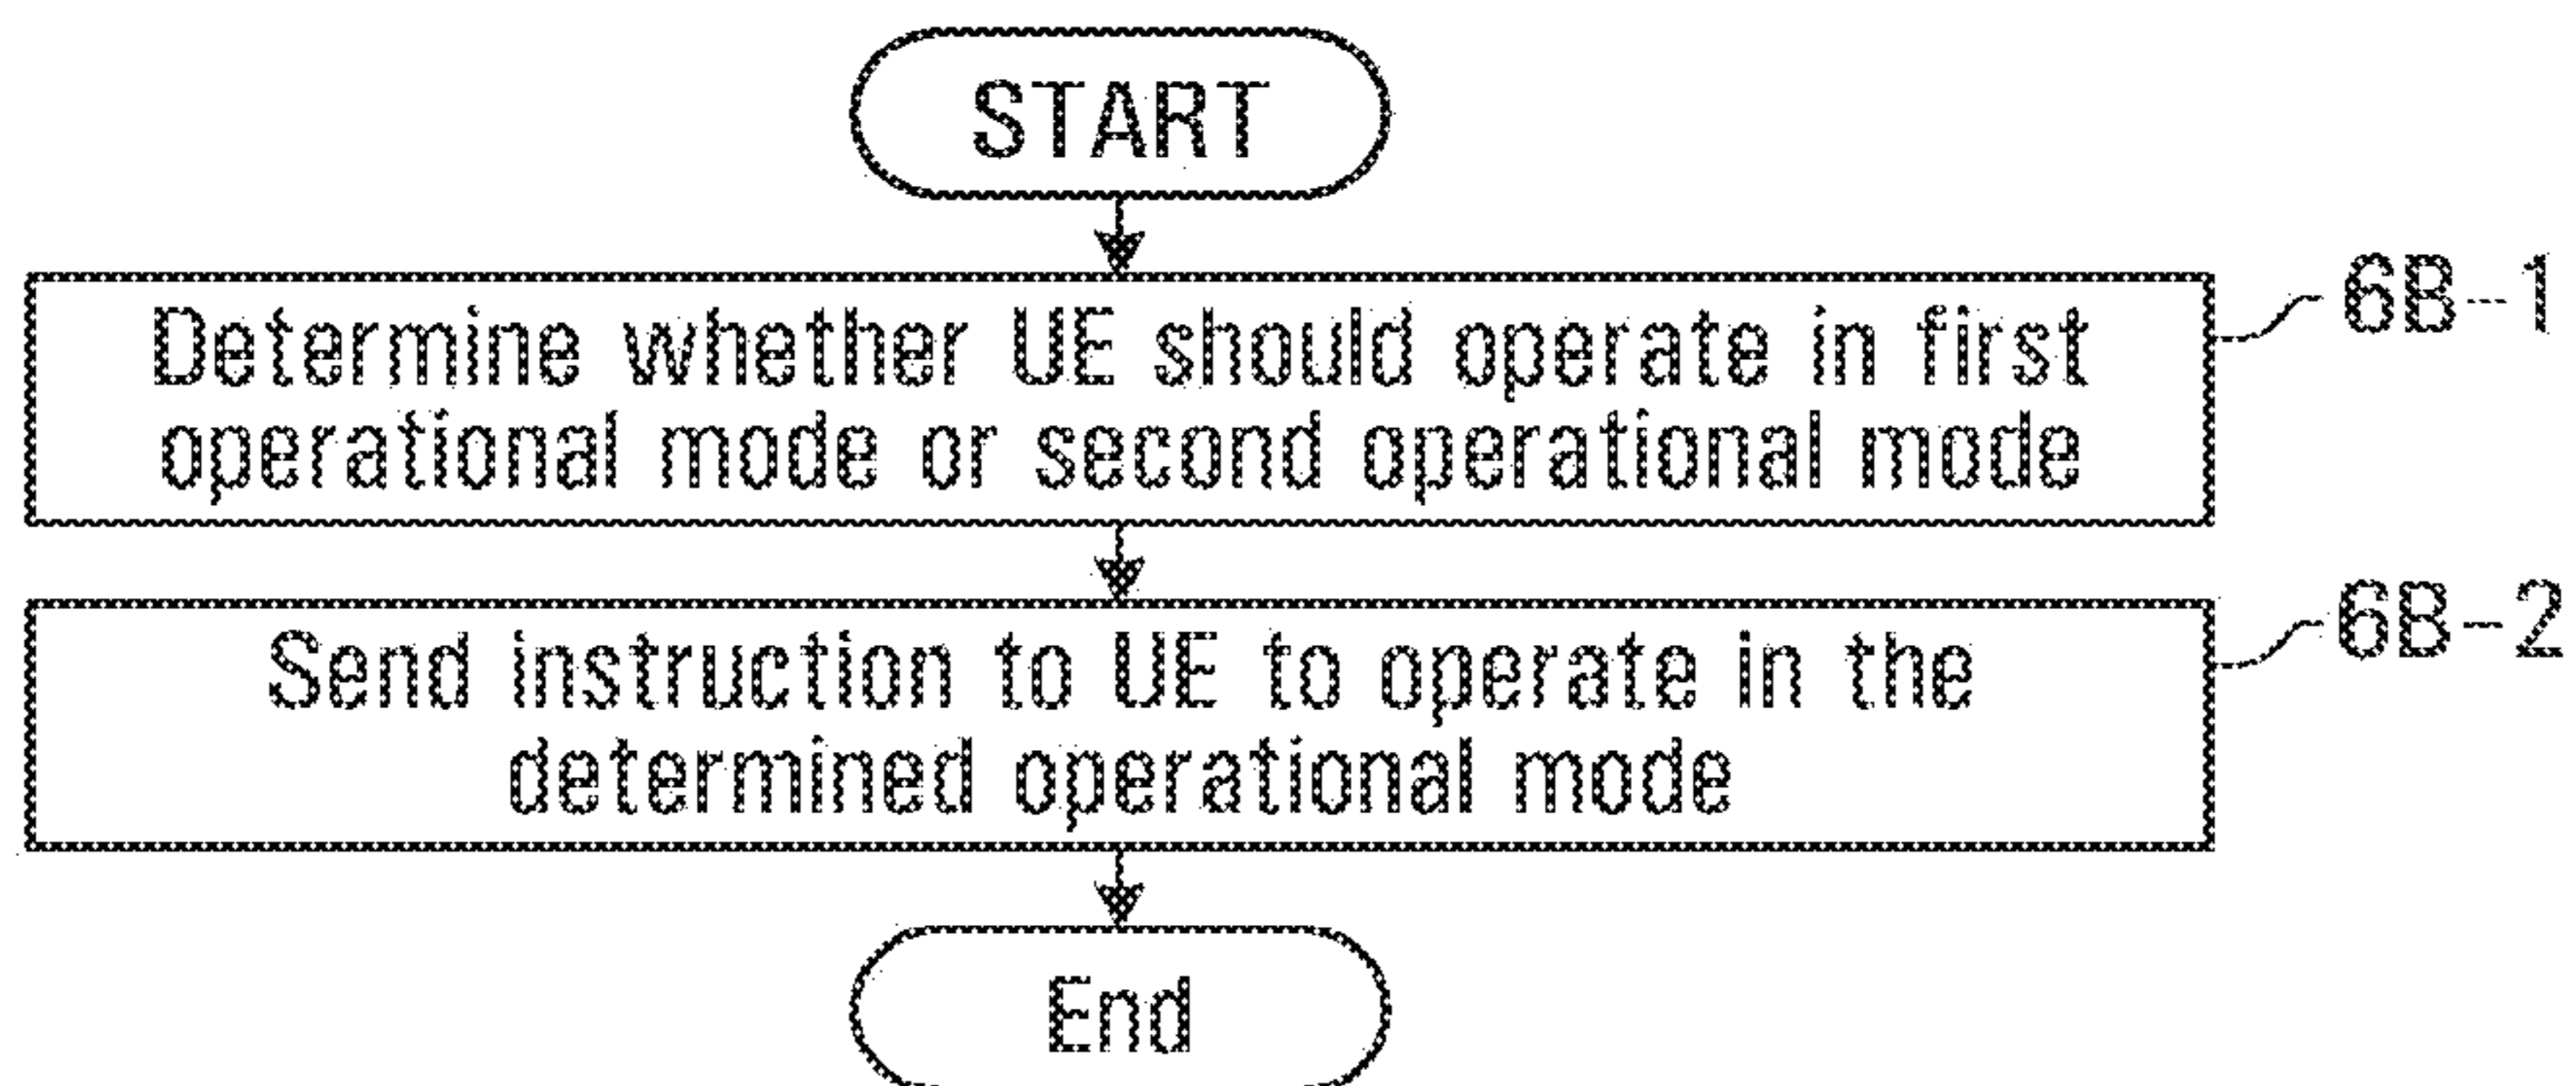 START
Determine whether UE should operate in first
operational mode or second operational mode
6B-1
Send instruction to UE to operate in the
determined operational mode
6B-2
End